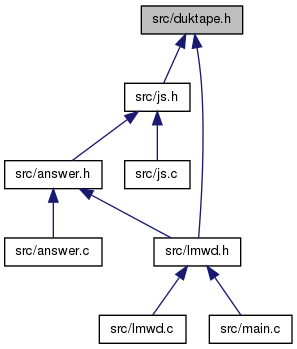 src/duktape.h
src/js.h
src/answer.h
src/js.c
src/answer.c
src/lmwd.h
src/lmwd.c
src/main.c